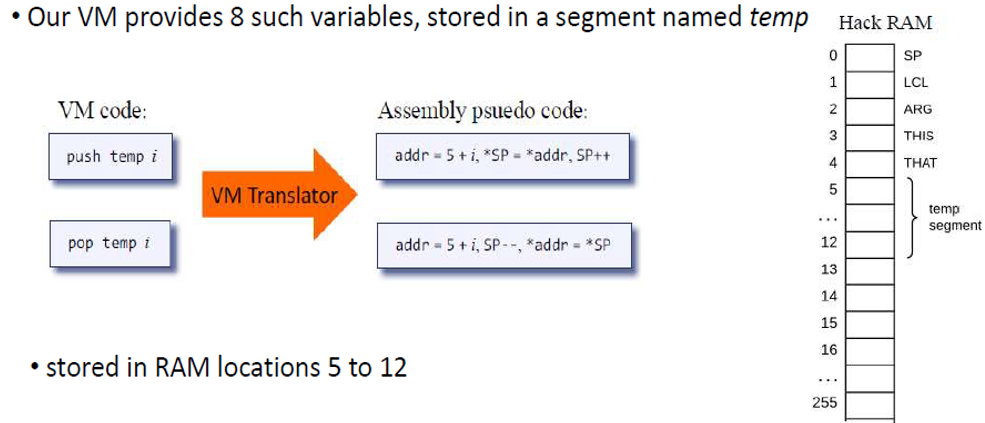 • Our VM provides 8 such variables, stored in a segment named temp
Hack RAM
VM code:
Assembly psuedo code:
push temp i
addr = 5 + i, *SP = *addr, SP++
VM Translator
pop temp i
addr = 5 + i, SP--, *addr = *SP
• stored in RAM locations 5 to 12
0 SP
1 LCL
2 ARG
3 THIS
4 THAT
5
...
12
13
14
15
16
...
255
temp
segment